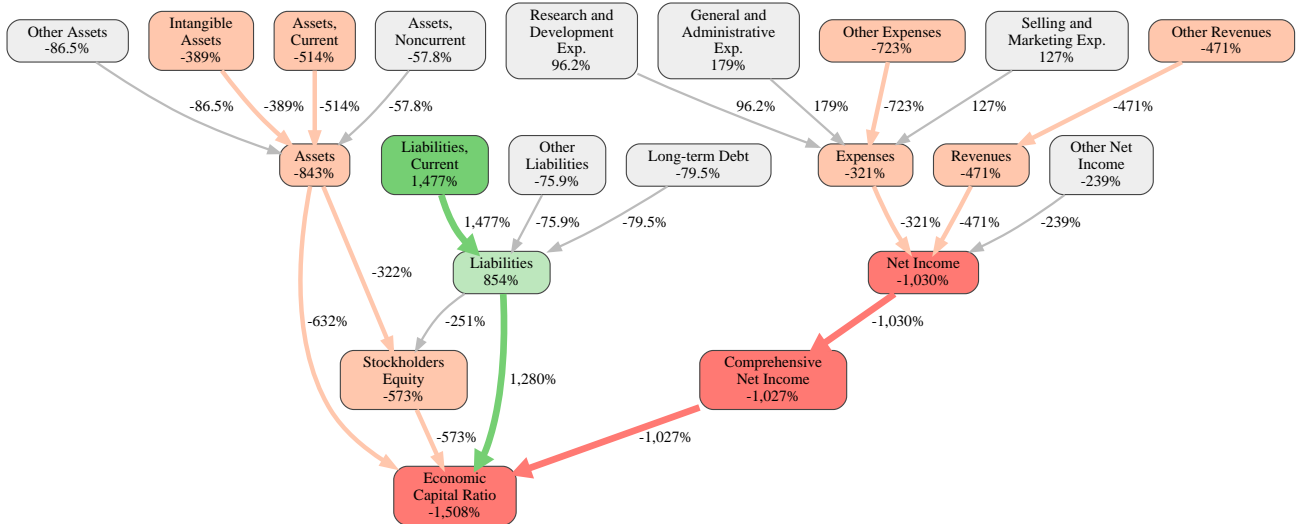 Other Assets
-86.5%
Intangible
Assets
-389%
Assets,
Current
-514%
Assets,
Noncurrent
-57.8%
Research and
Development
Exp.
96.2%
General and
Administrative
Exp.
179%
Other Expenses
-723%
Selling and
Marketing Exp.
127%
Other Revenues
-471%
-86.5%
-389%
-514%
-57.8%
96.2%
179%
-723%
127%
-471%
Assets
-843%
Liabilities,
Current
1,477%
Other
Liabilities
-75.9%
Long-term Debt
-79.5%
Expenses
-321%
Revenues
-471%
Other Net
Income
-239%
1,477%
-75.9%
-79.5%
-321%
-471%
-239%
Liabilities
854%
Net Income
-1,030%
-322%
-632%
-251%
-1,030%
Stockholders
Equity
-573%
1,280%
Comprehensive
Net Income
-1,027%
-573%
-1,027%
Economic
Capital Ratio
-1,508%